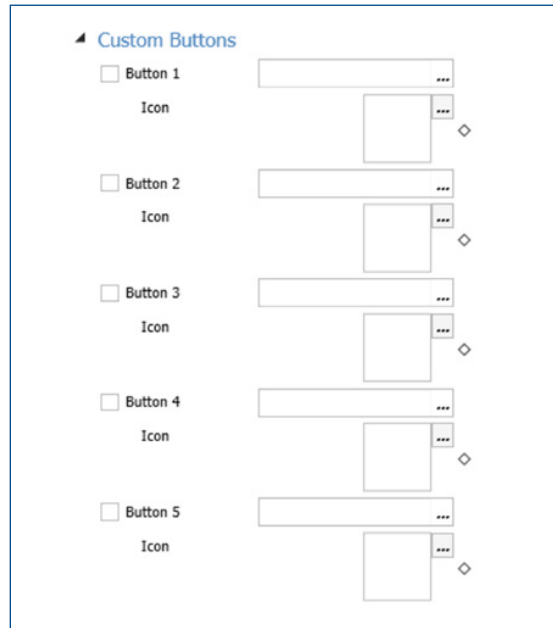 Custom Buttons
Button 1 ...
Icon ...
Button 2 ...
Icon ...
Button 3 ...
Icon ...
Button 4 ...
Icon ...
Button 5 ...
Icon ...